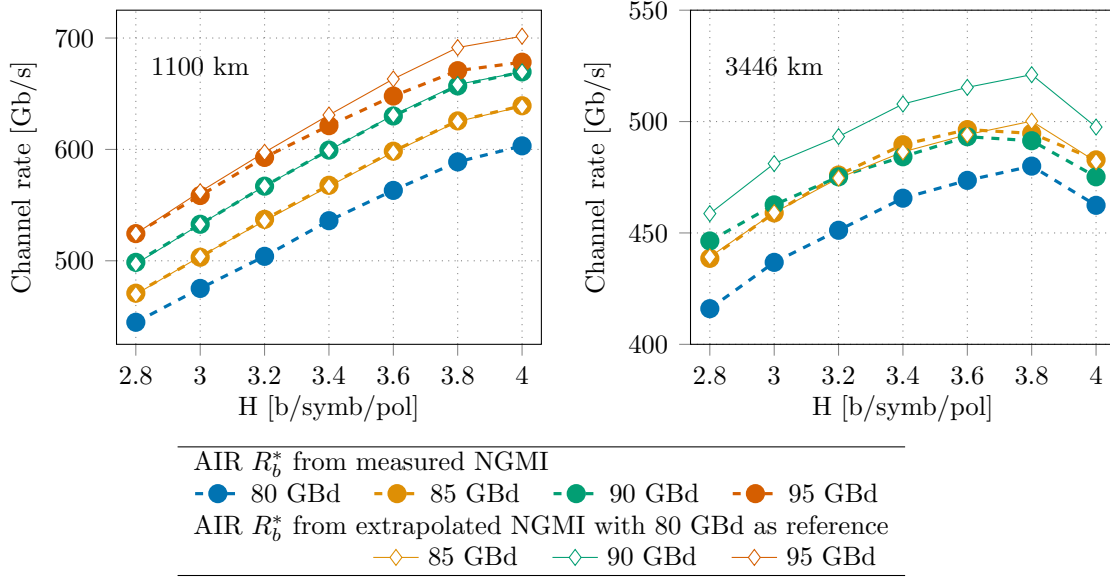 700
600
500
2.8 3 3.2 3.4 3.6 3.8 4
H [b/symb/pol]
Channel rate [Gb/s]
1100 km
550
500
450
400
2.8 3 3.2 3.4 3.6 3.8 4
H [b/symb/pol]
Channel rate [Gb/s]
3446 km
AIR R_b^* from measured NGMI
80 GBd 85 GBd 90 GBd 95 GBd
AIR R_b^* from extrapolated NGMI with 80 GBd as reference
85 GBd 90 GBd 95 GBd